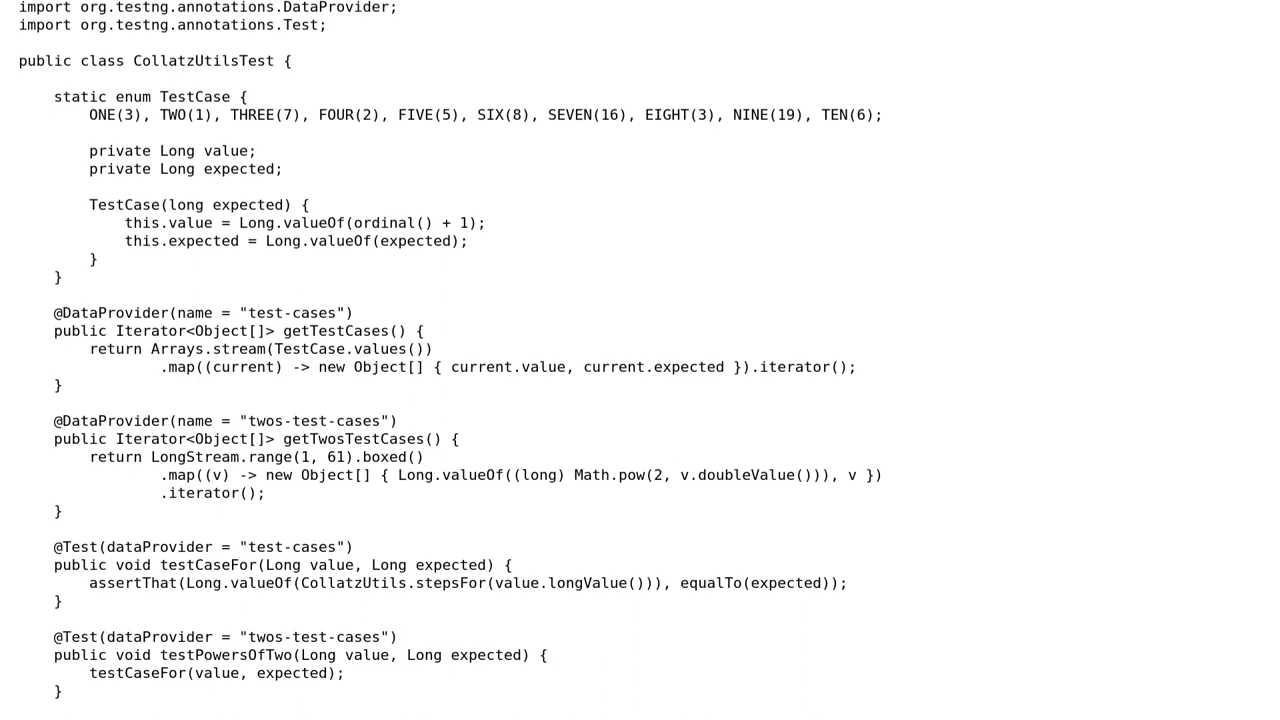 import org.testng.annotations.DataProvider;
import org.testng.annotations.Test;
public class CollatzUtilsTest {
static enum TestCase {
ONE(3), TWO(1), THREE(7), FOUR(2), FIVE(5), SIX(8), SEVEN(16), EIGHT(3), NINE(19), TEN(6);
private Long value;
private Long expected;
TestCase(long expected) {
this.value = Long.valueOf(ordinal() + 1);
this.expected = Long.valueOf(expected);
}
}
@DataProvider(name = "test-cases")
public Iterator<Object[]> getTestCases() {
return Arrays.stream(TestCase.values())
.map((current) -> new Object[] { current.value, current.expected }).iterator();
}
@DataProvider(name = "twos-test-cases")
public Iterator<Object[]> getTwosTestCases() {
return LongStream.range(1, 61).boxed()
.map((v) -> new Object[] { Long.valueOf((long) Math.pow(2, v.doubleValue())), v })
.iterator();
}
@Test(dataProvider = "test-cases")
public void testCaseFor(Long value, Long expected) {
assertThat(Long.valueOf(CollatzUtils.stepsFor(value.longValue())), equalTo(expected));
}
@Test(dataProvider = "twos-test-cases")
public void testPowersOfTwo(Long value, Long expected) {
testCaseFor(value, expected);
}